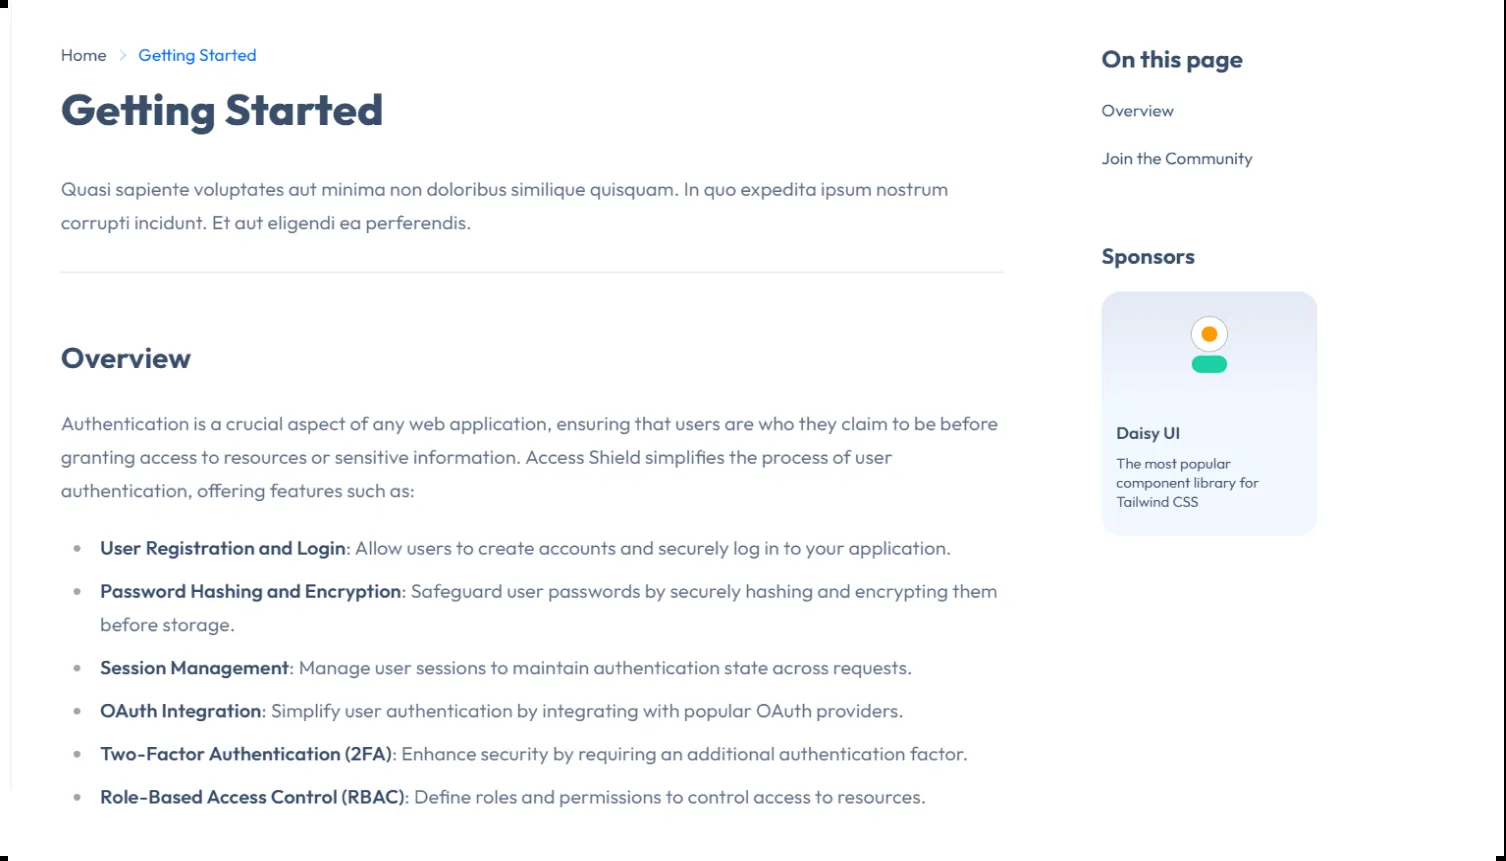 Home
Getting Started
Getting Started
Quasi sapiente voluptates aut minima non doloribus similique quisquam. In quo expedita ipsum nostrum
corrupti incidunt. Et aut eligendi ea perferendis.
Overview
Authentication is a crucial aspect of any web application, ensuring that users are who they claim to be before
granting access to resources or sensitive information. Access Shield simplifies the process of user
authentication, offering features such as:
User Registration and Login: Allow users to create accounts and securely log in to your application.
Password Hashing and Encryption: Safeguard user passwords by securely hashing and encrypting them
before storage.
Session Management: Manage user sessions to maintain authentication state across requests.
OAuth Integration: Simplify user authentication by integrating with popular OAuth providers.
Two-Factor Authentication (2FA): Enhance security by requiring an additional authentication factor.
Role-Based Access Control (RBAC): Define roles and permissions to control access to resources.
On this page
Overview
Join the Community
Sponsors
Daisy UI
The most popular
component library for
Tailwind CSS